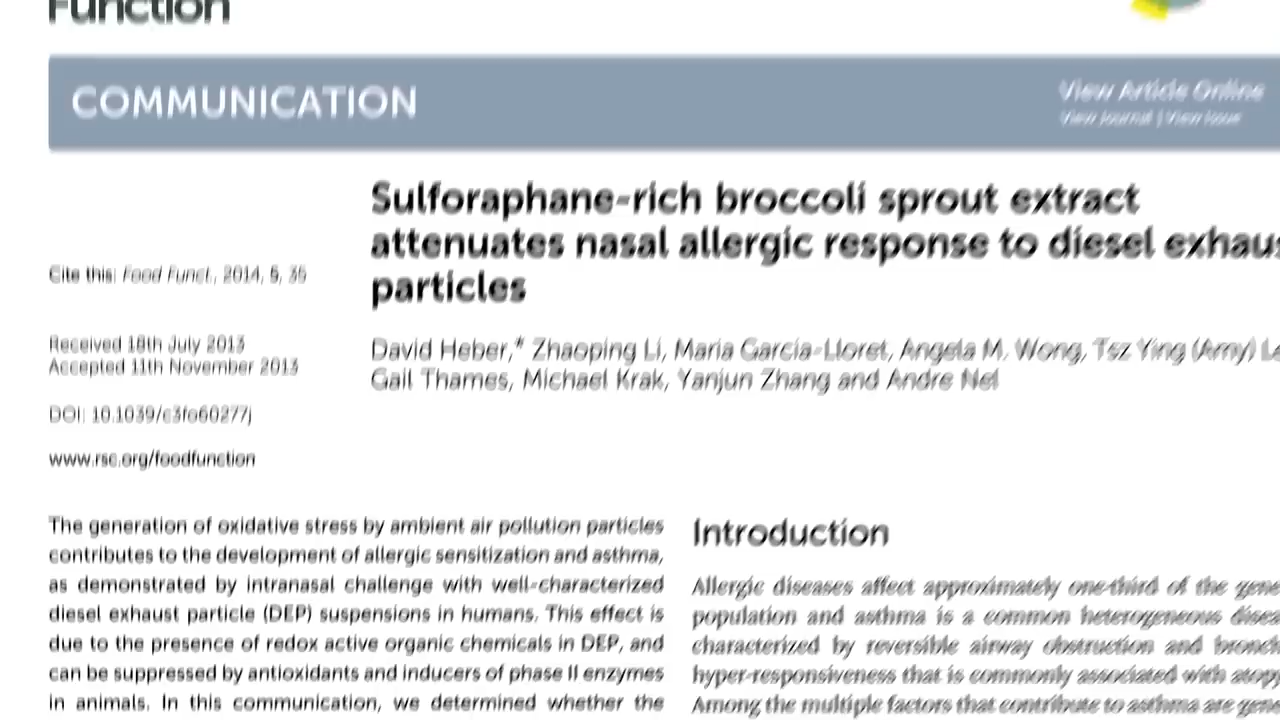 Function
COMMUNICATION
View Article Online
View Journal | View Issue
Sulforaphane-rich broccoli sprout extract
attenuates nasal allergic response to diesel exhaus
particles
Cite this: Food Funct., 2014, 5, 35
Received 18th July 2013
Accepted 11th November 2013
DOI: 10.1039/c3fo60277j
www.rsc.org/foodfunction
David Heber,* Zhaoping Li, Maria Garcia-Lloret, Angela M. Wong, Tsz Ying (Amy)
Gail Thames, Michael Krak, Yanjun Zhang and Andre Nel
The generation of oxidative stress by ambient air pollution particles
contributes to the development of allergic sensitization and asthma,
as demonstrated by intranasal challenge with well-characterized
diesel exhaust particle (DEP) suspensions in humans. This effect is
due to the presence of redox active organic chemicals in DEP, and
can be suppressed by antioxidants and inducers of phase II enzymes
in animals. In this communication, we determined whether the
Introduction
Allergic diseases affect approximately one-third of the gene
population and asthma is a common heterogeneous disea
characterized by reversible airway obstruction and bronch
hyper-responsiveness that is commonly associated with atopy
Among the multiple factors that contribute to asthma are gene